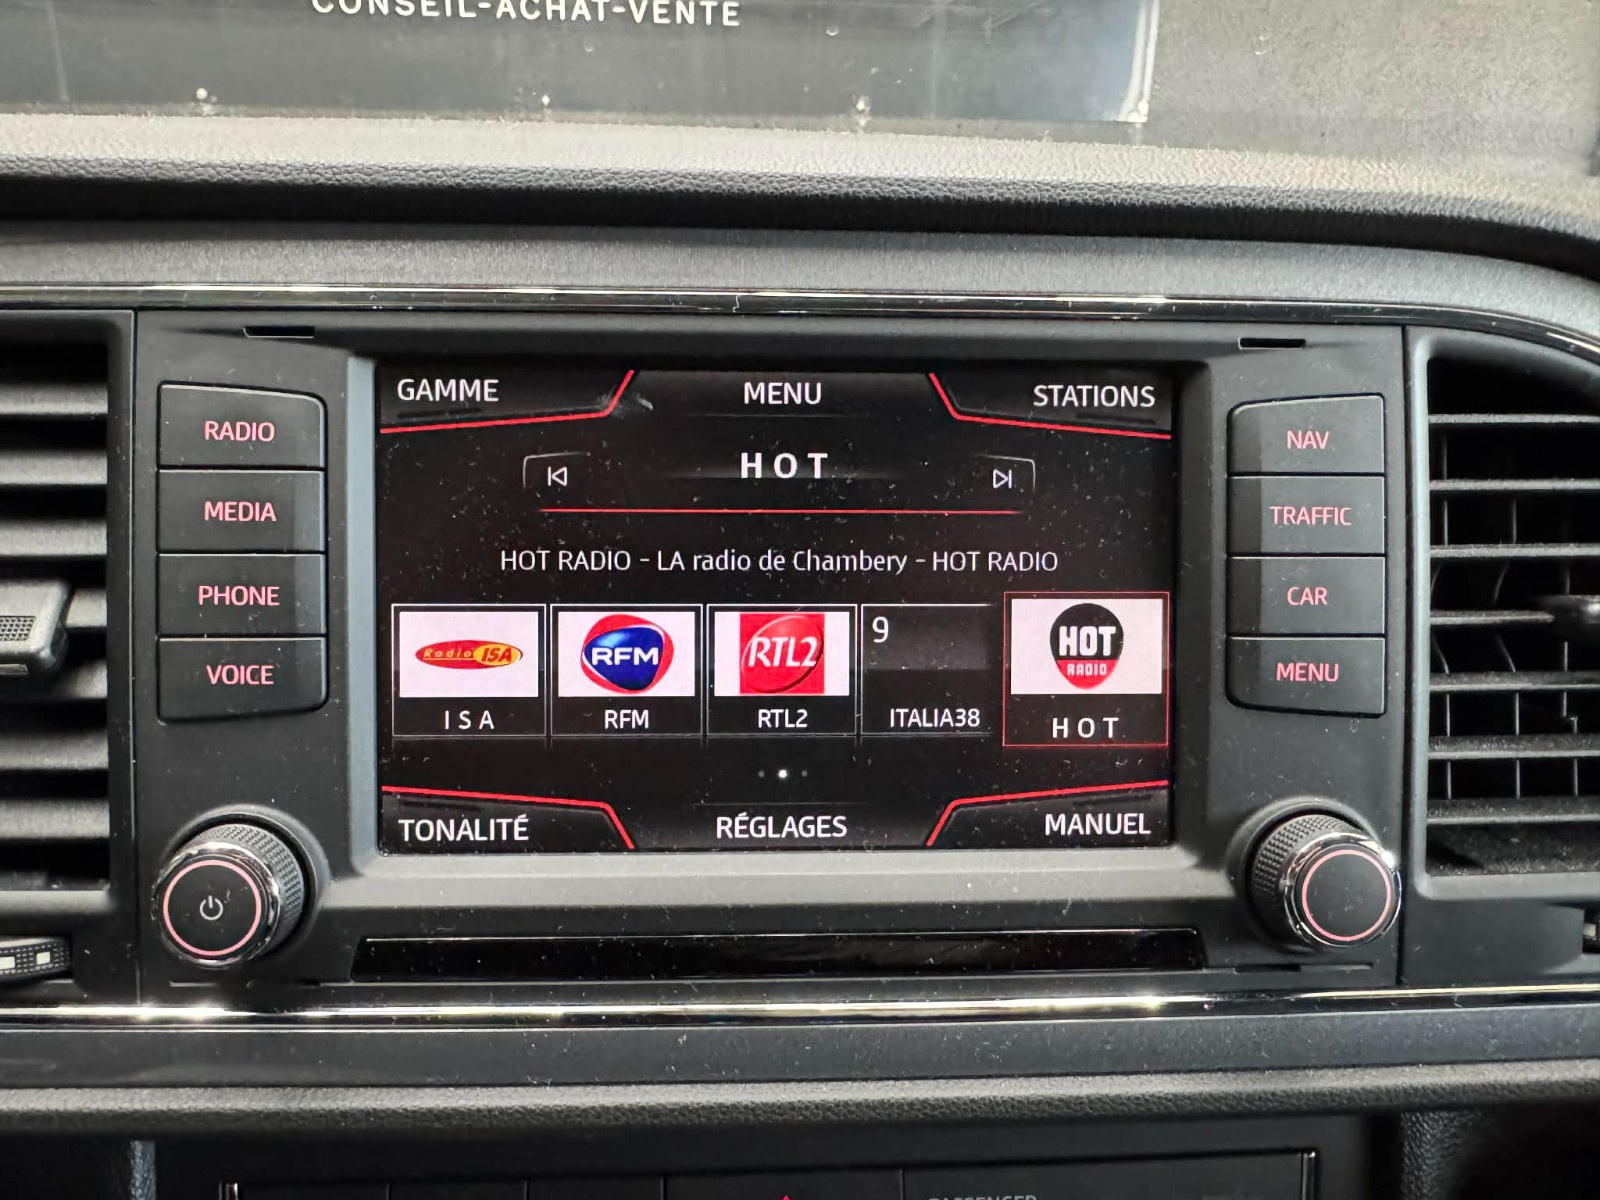 CONSEIL-ACHAT-VENTE
GAMME
MENU
STATIONS
RADIO
MEDIA
PHONE
VOICE
HOT
HOT RADIO - LA radio de Chambery - HOT RADIO
Radio ISA
RFM
RTL2
9
HOT
RADIO
I S A
RFM
RTL2
ITALIA38
HOT
TONALITÉ
RÉGLAGES
MANUEL
NAV
TRAFFIC
CAR
MENU
PASSENGER